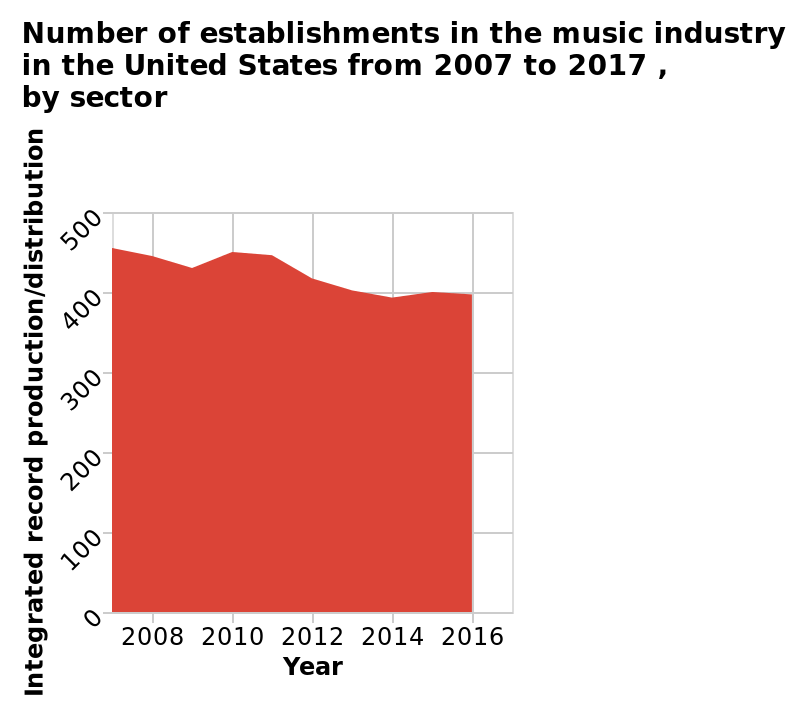 Number of establishments in the music industry
in the United States from 2007 to 2017 ,
by sector
Integrated record production/distribution
500
400
300
200
100
0
2008 2010 2012 2014 2016
Year